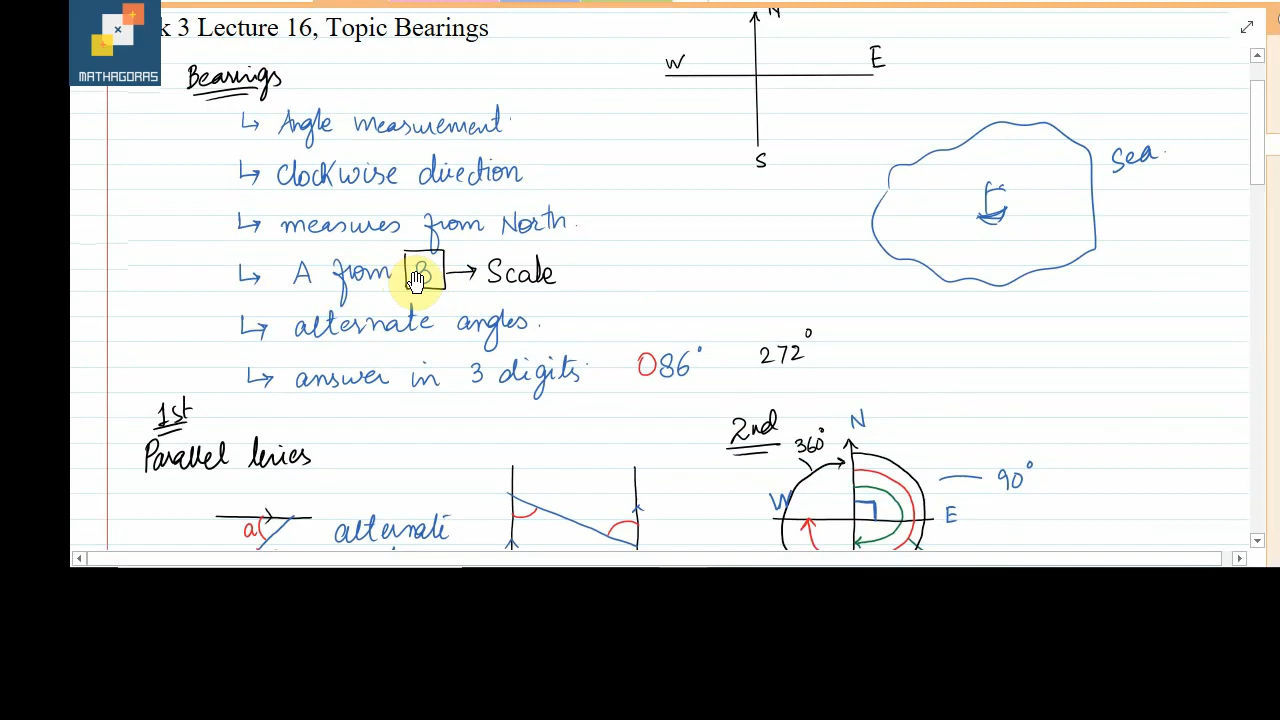 k 3 Lecture 16, Topic Bearings
MATHAGORAS
N
W E
S
Bearings
↳ Angle measurement
↳ Clockwise direction
↳ measures from North.
↳ A from B → Scale
↳ alternate angles.
↳ answer in 3 digits. 086°
272°
Sea.
1st
Parallel lines
a
alternate
2nd
360°
N
W
E
90°